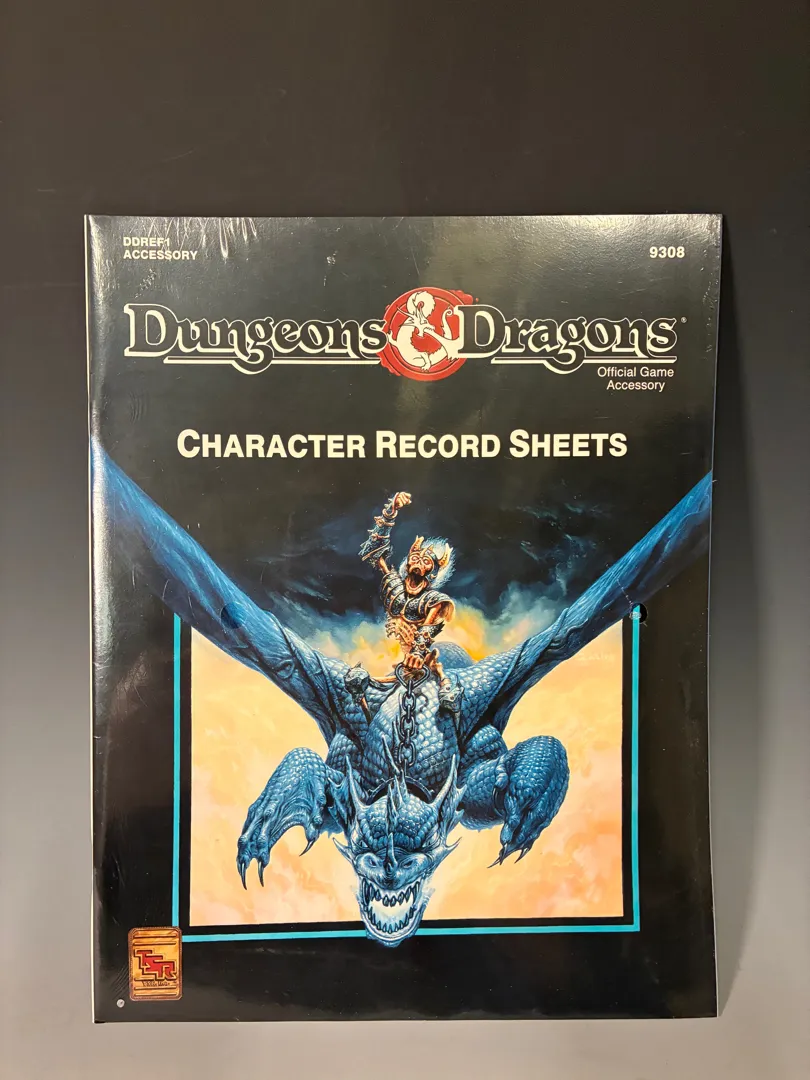 DDREF1
ACCESSORY
9308
Dungeons & Dragons®
Official Game
Accessory
CHARACTER RECORD SHEETS
TSR